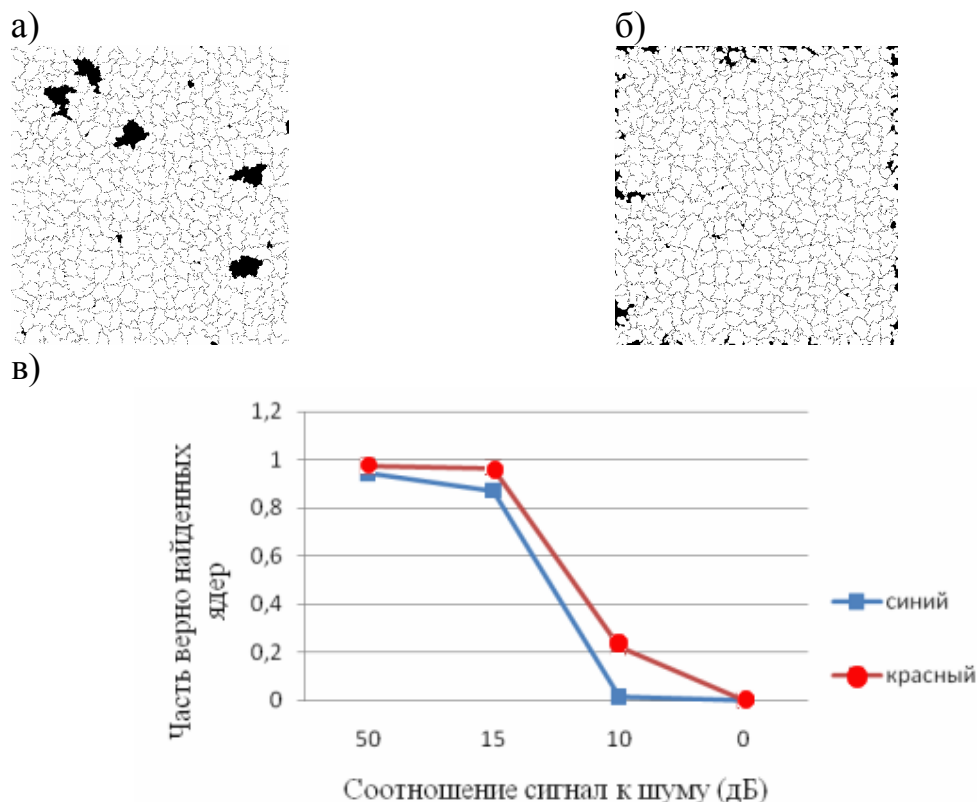 а)
б)
в)
Часть верно найденных
ядер
1,2
1
0,8
0,6
0,4
0,2
0
50
15
10
0
Соотношение сигнал к шуму (дБ)
синий
красный